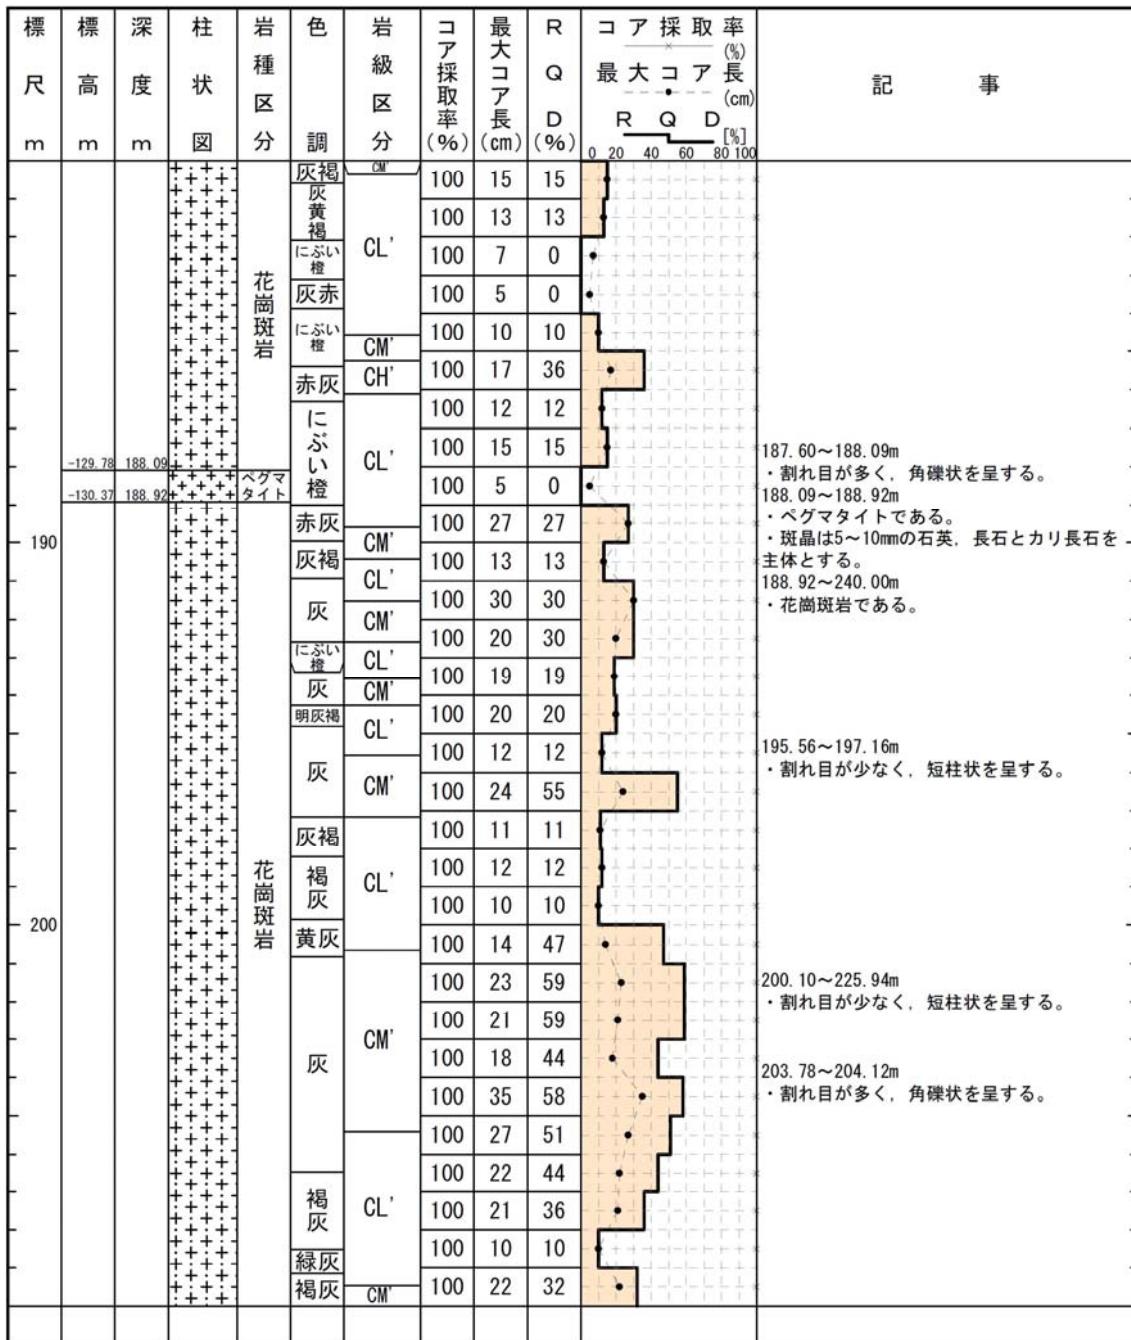 標尺m
標高m
深度m
柱状図
岩種区分
色調
岩級区分
コア採取率(%)
最大コア長(cm)
RQD(%)
コア採取率
(%)
最大コア長
(cm)
RQD
[%]
0 20 40 60 80 100
記事
灰褐
CM'
100 15 15
灰黄褐
100 13 13
CL'
にぶい橙
100 7 0
花崗斑岩
灰赤
100 5 0
にぶい橙
100 10 10
CM'
赤灰
CH'
100 17 36
にぶい橙
100 12 12
CL'
100 15 15
187.60～188.09m
・割れ目が多く，角礫状を呈する。
-129.78 188.09
ペグマタイト
100 5 0
-130.37 188.92
188.09～188.92m
・ペグマタイトである。
・斑晶は5～10mmの石英，長石とカリ長石を
主体とする。
188.92～240.00m
・花崗斑岩である。
赤灰
100 27 27
190
CM'
灰褐
100 13 13
CL'
灰
100 30 30
CM'
100 20 30
にぶい橙
CL'
100 19 19
灰
CM'
明灰褐
100 20 20
CL'
灰
100 12 12
195.56～197.16m
・割れ目が少なく，短柱状を呈する。
CM'
100 24 55
灰褐
100 11 11
褐灰
CL'
100 12 12
花崗斑岩
100 10 10
200
黄灰
100 14 47
灰
100 23 59
200.10～225.94m
・割れ目が少なく，短柱状を呈する。
100 21 59
CM'
100 18 44
203.78～204.12m
・割れ目が多く，角礫状を呈する。
100 35 58
100 27 51
褐灰
100 22 44
CL'
100 21 36
緑灰
100 10 10
褐灰
CM'
100 22 32